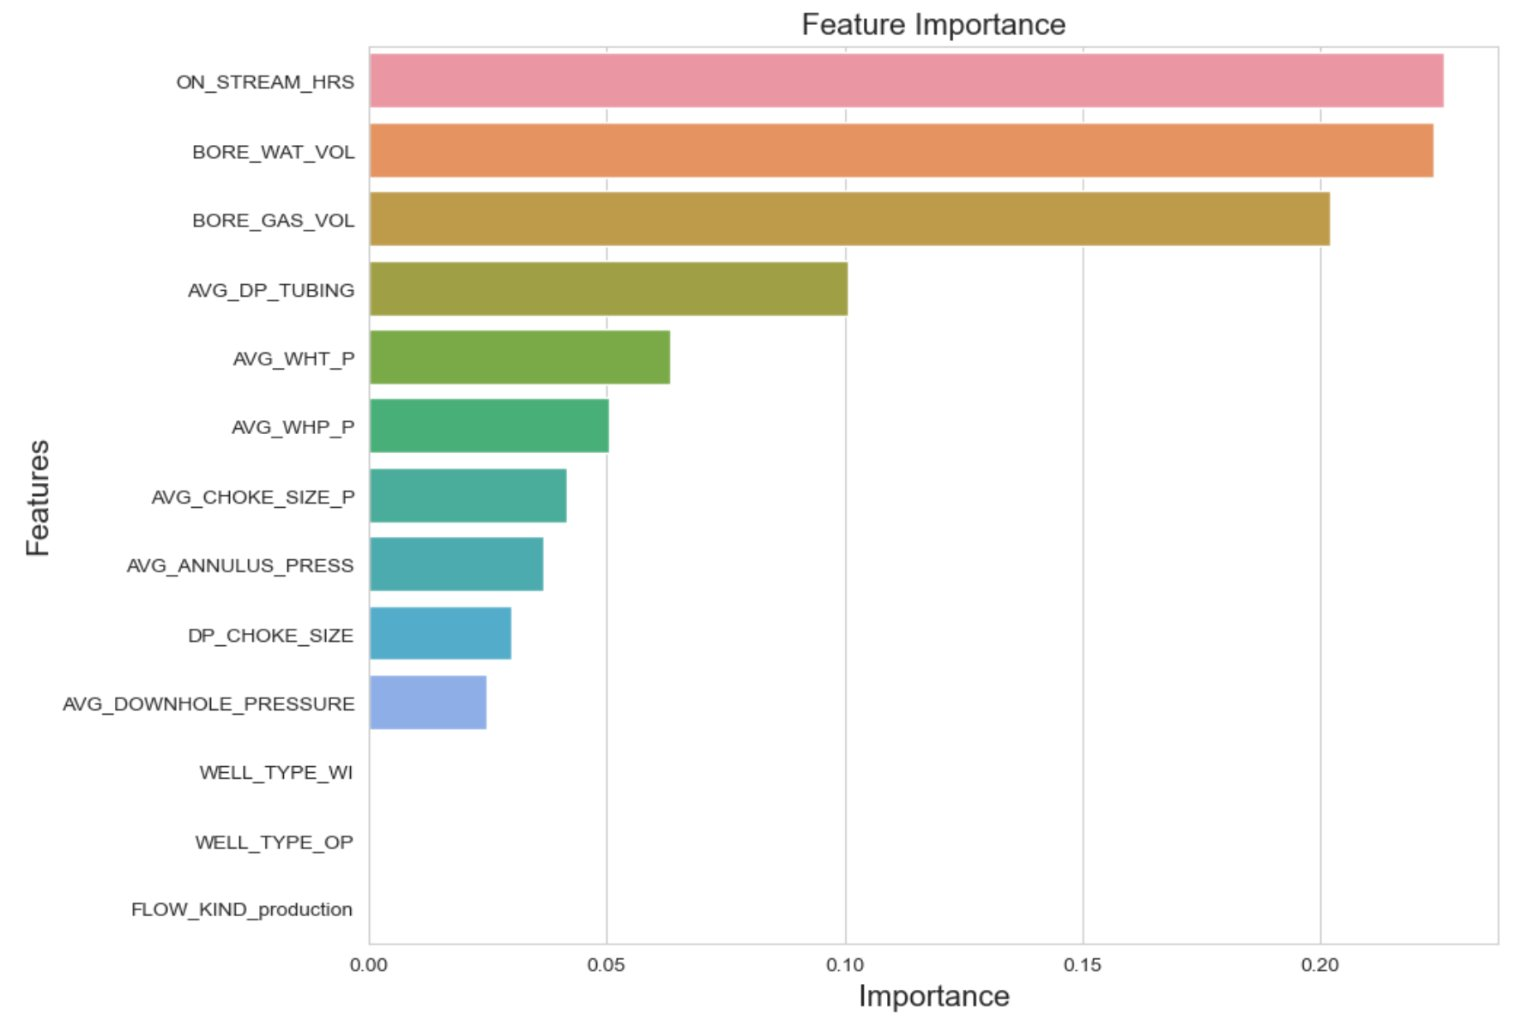 Feature Importance
ON_STREAM_HRS
BORE_WAT_VOL
BORE_GAS_VOL
AVG_DP_TUBING
AVG_WHT_P
AVG_WHP_P
AVG_CHOKE_SIZE_P
AVG_ANNULUS_PRESS
DP_CHOKE_SIZE
AVG_DOWNHOLE_PRESSURE
WELL_TYPE_WI
WELL_TYPE_OP
FLOW_KIND_production
Features
0.00 0.05 0.10 0.15 0.20
Importance